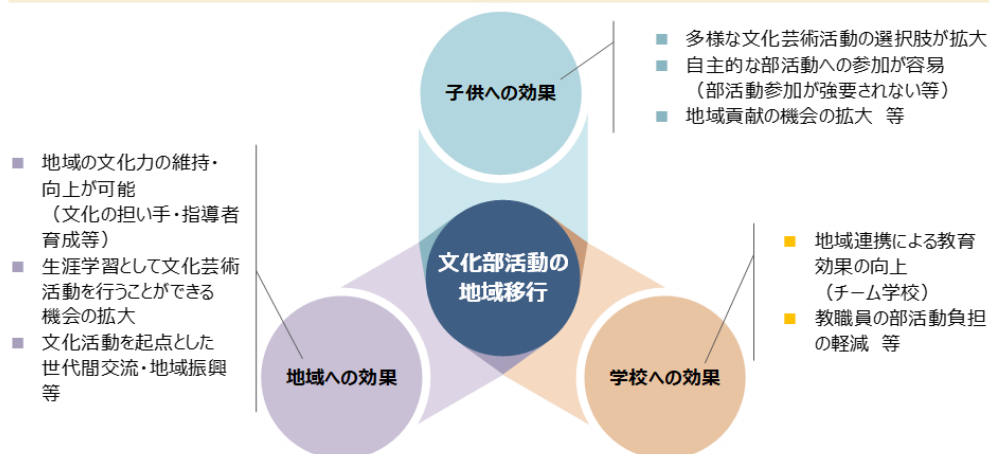 子供への効果
■ 多様な文化芸術活動の選択肢が拡大
■ 自主的な部活動への参加が容易
（部活動参加が強要されない等）
■ 地域貢献の機会の拡大 等
■ 地域の文化力の維持・
向上が可能
（文化の担い手・指導者
育成等）
■ 生涯学習として文化芸術
活動を行うことができる
機会の拡大
■ 文化活動を起点とした
世代間交流・地域振興
等
文化部活動の
地域移行
■ 地域連携による教育
効果の向上
（チーム学校）
■ 教職員の部活動負担
の軽減 等
地域への効果
学校への効果